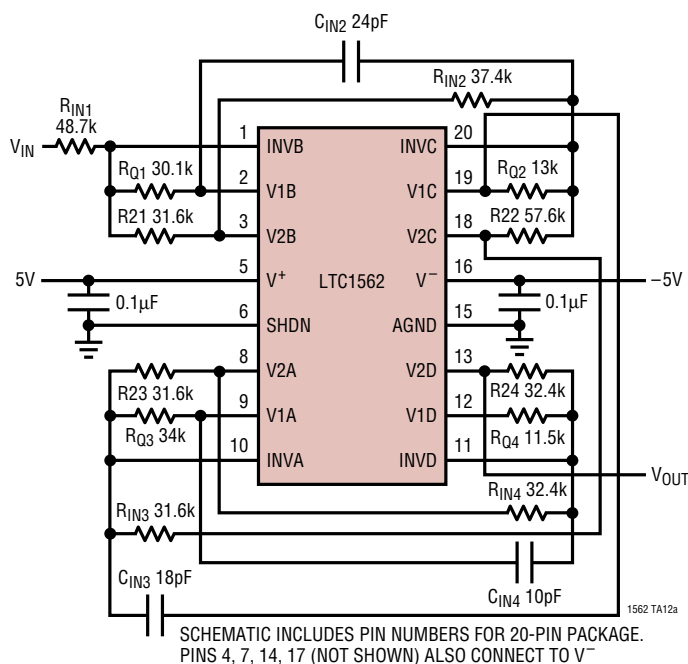 C_IN2 24pF
R_IN2 37.4k
R_IN1
48.7k
V_IN
1
INVB
INVC
20
R_Q1 30.1k
2
V1B
V1C
19
R_Q2 13k
R21 31.6k
3
V2B
V2C
18
R22 57.6k
5V
5
V+
LTC1562
V–
16
–5V
0.1µF
6
SHDN
AGND
15
0.1µF
8
V2A
V2D
13
R23 31.6k
R24 32.4k
9
V1A
V1D
12
R_Q3 34k
R_Q4 11.5k
10
INVA
INVD
11
V_OUT
R_IN3 31.6k
R_IN4 32.4k
C_IN3 18pF
C_IN4 10pF
1562 TA12a
SCHEMATIC INCLUDES PIN NUMBERS FOR 20-PIN PACKAGE.
PINS 4, 7, 14, 17 (NOT SHOWN) ALSO CONNECT TO V–